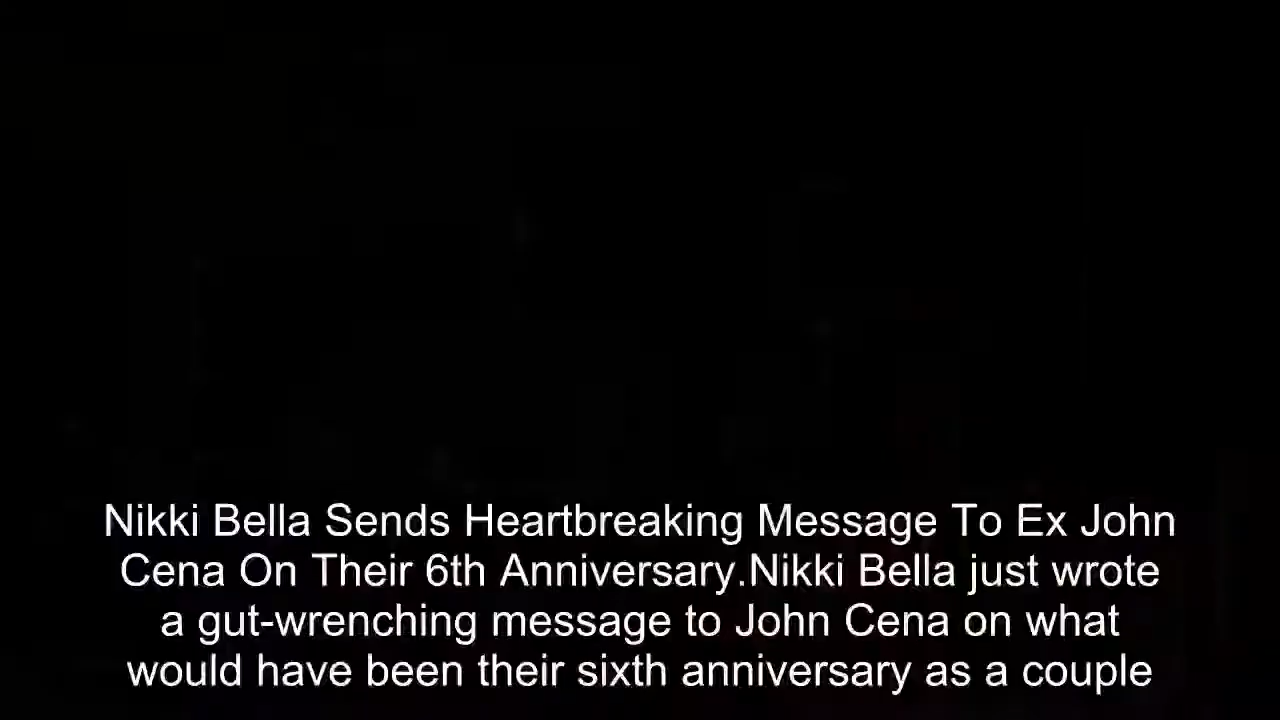 Nikki Bella Sends Heartbreaking Message To Ex John
Cena On Their 6th Anniversary.Nikki Bella just wrote
a gut-wrenching message to John Cena on what
would have been their sixth anniversary as a couple